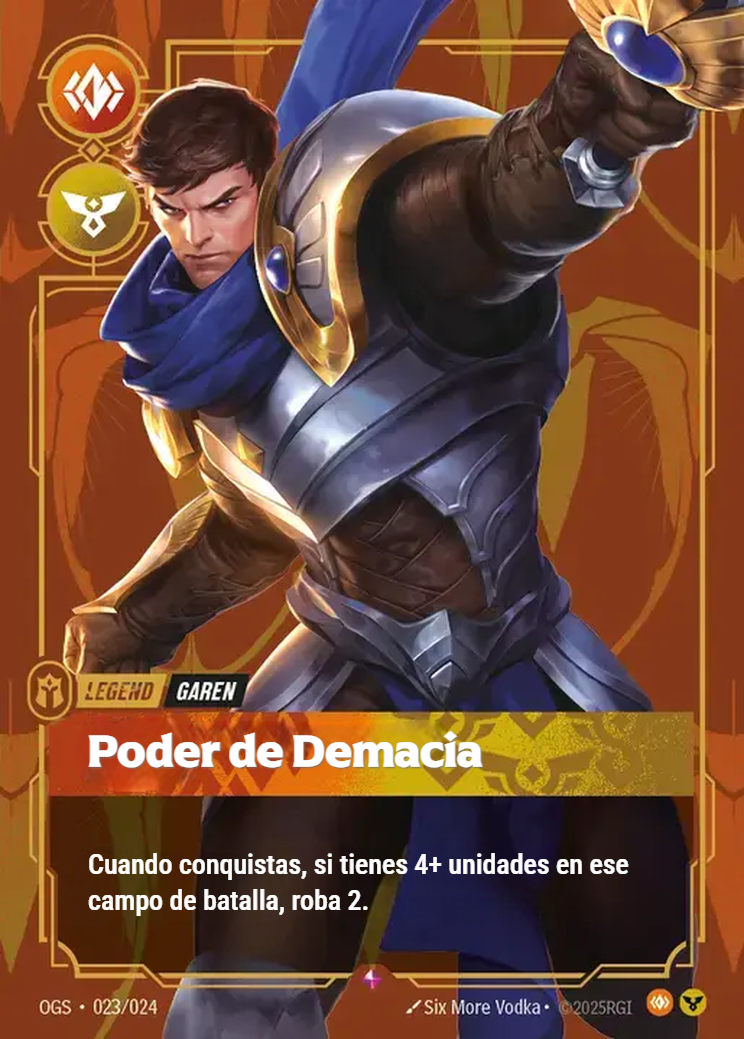 LEGEND GAREN
Poder de Demacia
Cuando conquistas, si tienes 4+ unidades en ese
campo de batalla, roba 2.
OGS • 023/024 Six More Vodka • ©2025RGI